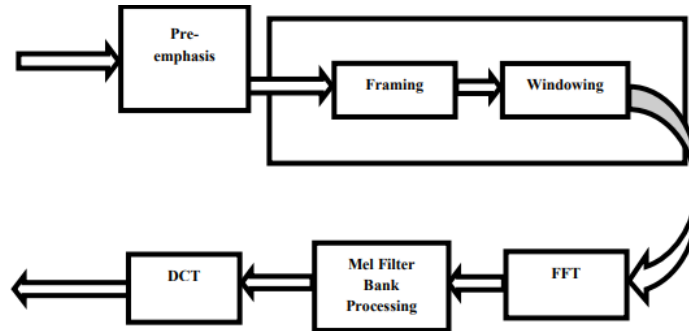 Pre-
emphasis
Framing
Windowing
DCT
Mel Filter
Bank
Processing
FFT